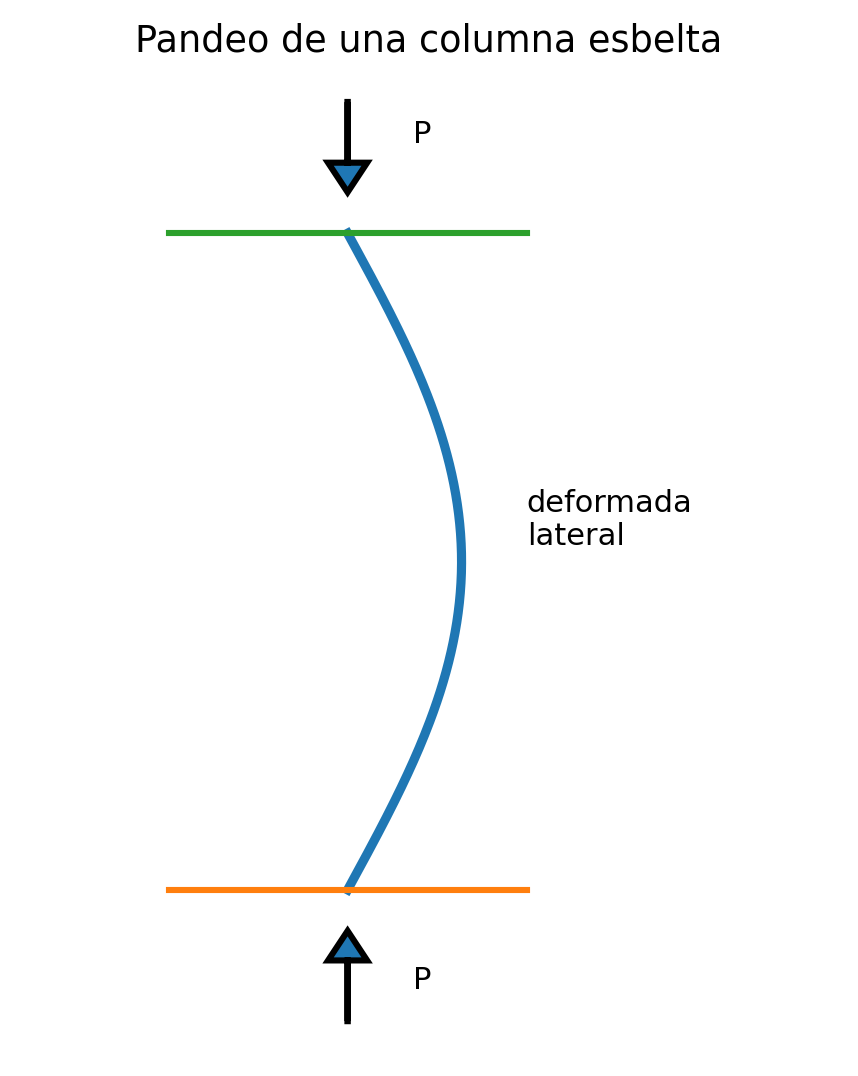 Pandeo de una columna esbelta
P
deformada
lateral
P